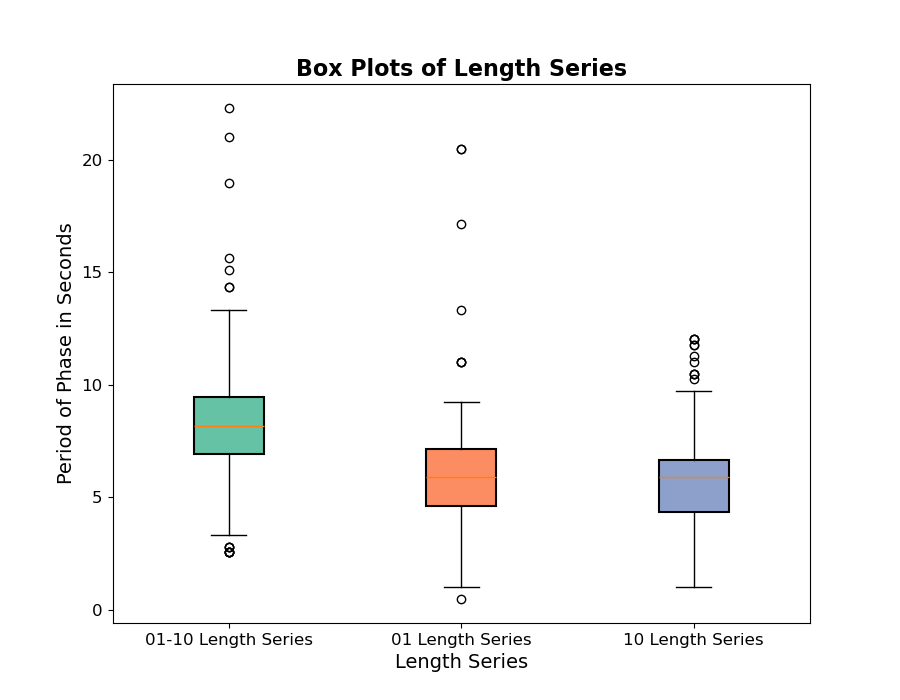 Box Plots of Length Series
Period of Phase in Seconds
20
15
10
5
0
01-10 Length Series
01 Length Series
10 Length Series
Length Series